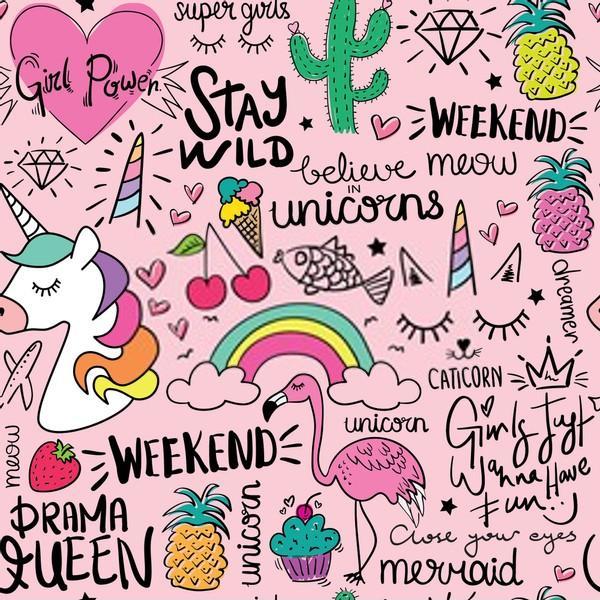 super girls
Girl Power
STAY
WILD
WEEKEND
believe
IN
unicorns
meow
dreamer
CATICORN
unicorn
Girls Just
Wanna Have
Fun
meow
WEEKEND
DRAMA
QUEEN
unicorn
Close your eyes
mermaid